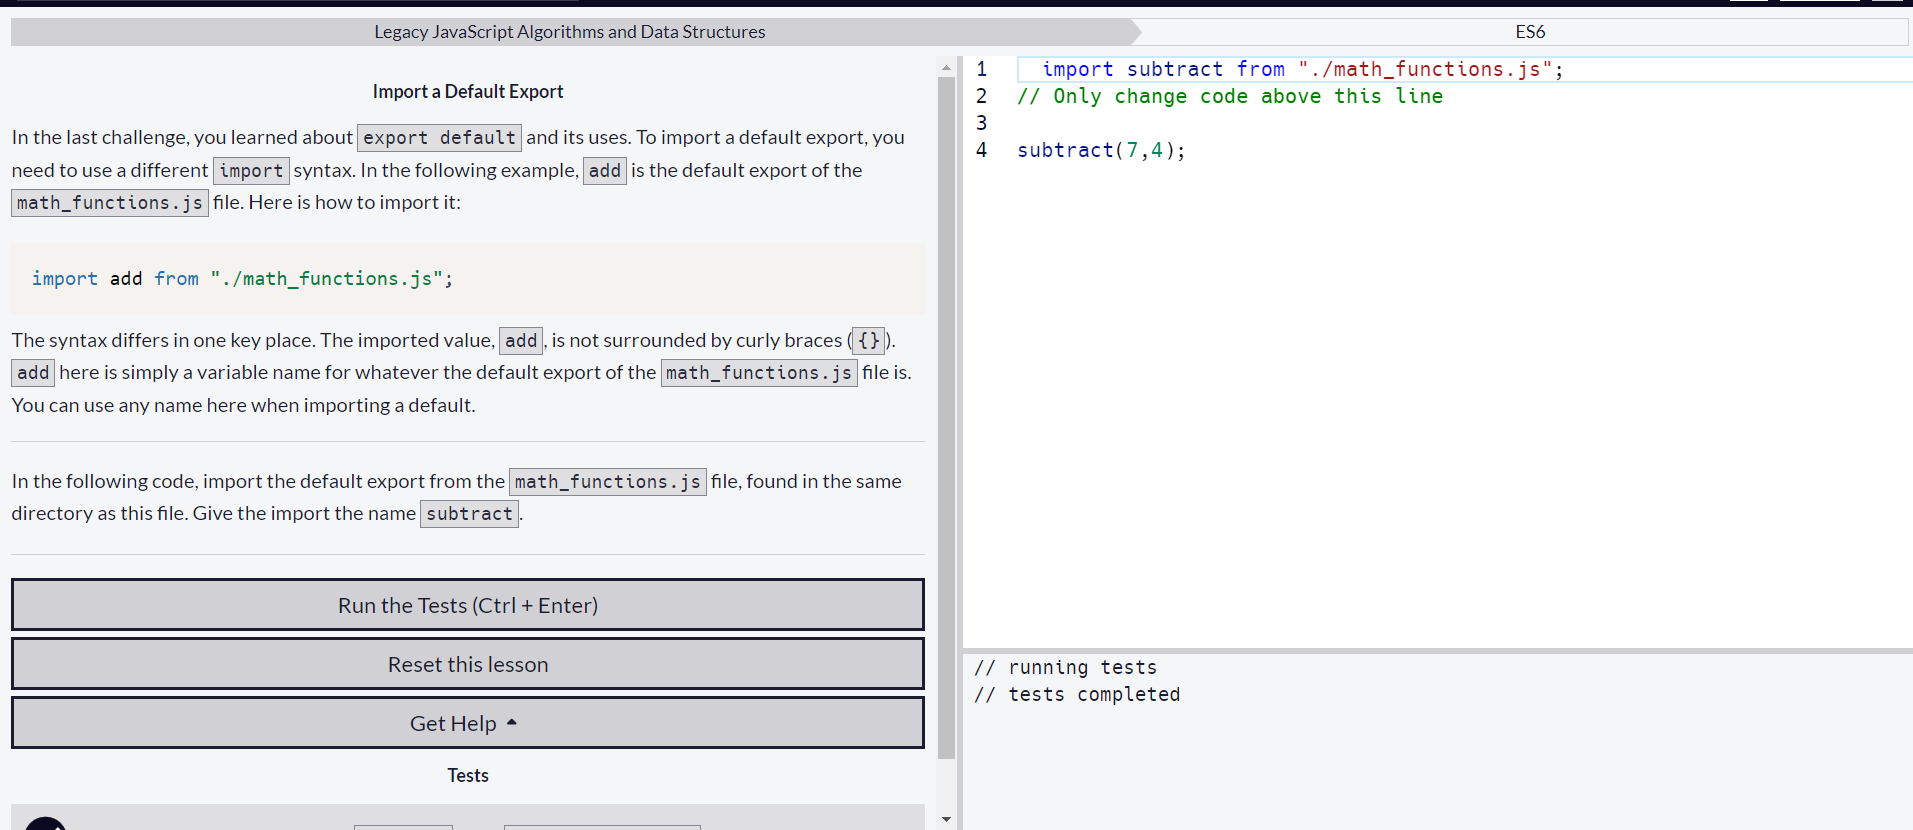 Legacy JavaScript Algorithms and Data Structures
ES6
Import a Default Export
In the last challenge, you learned about export default and its uses. To import a default export, you
need to use a different import syntax. In the following example, add is the default export of the
math_functions.js file. Here is how to import it:
import add from "./math_functions.js";
The syntax differs in one key place. The imported value, add, is not surrounded by curly braces ({}).
add here is simply a variable name for whatever the default export of the math_functions.js file is.
You can use any name here when importing a default.
In the following code, import the default export from the math_functions.js file, found in the same
directory as this file. Give the import the name subtract.
Run the Tests (Ctrl + Enter)
Reset this lesson
Get Help
Tests
1 import subtract from "./math_functions.js";
2 // Only change code above this line
3
4 subtract(7,4);
// running tests
// tests completed